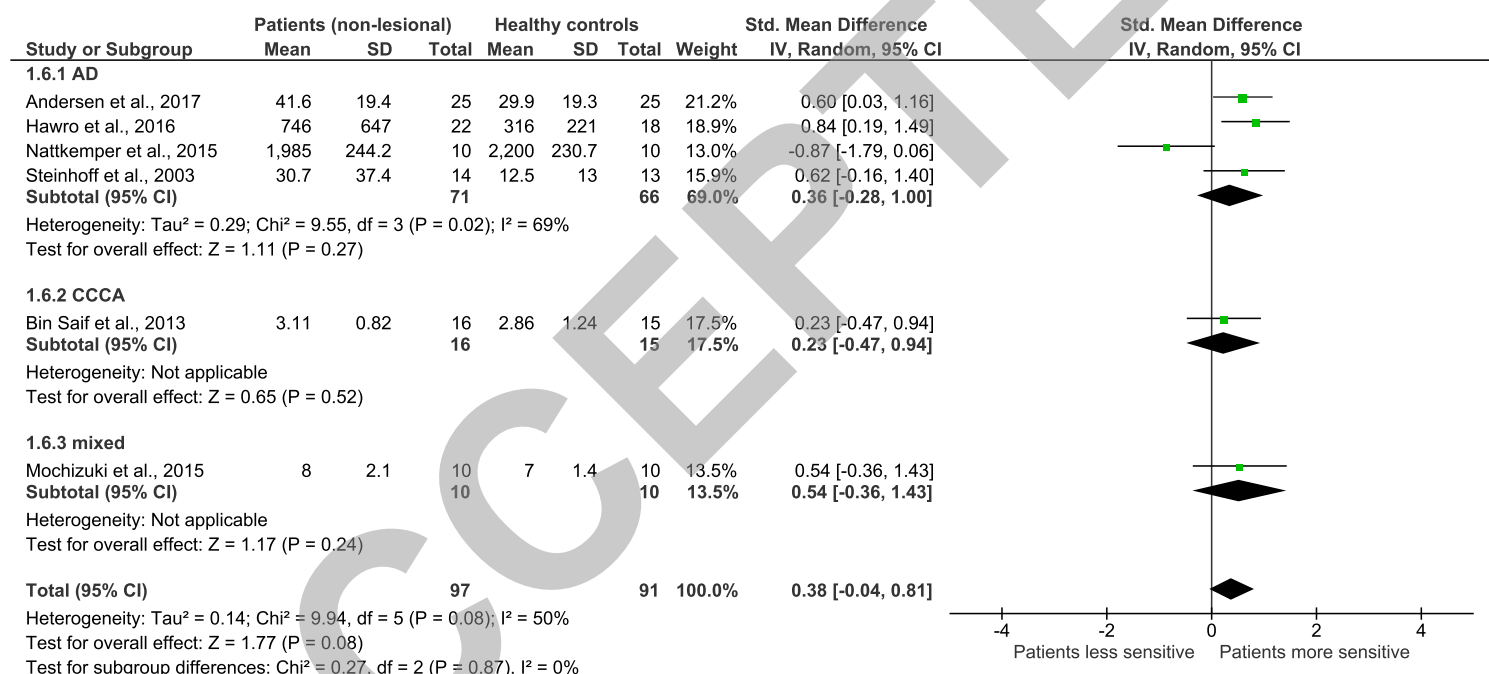 Patients (non-lesional) Healthy controls Std. Mean Difference Std. Mean Difference
Study or Subgroup Mean SD Total Mean SD Total Weight IV, Random, 95% CI IV, Random, 95% CI
1.6.1 AD
Andersen et al., 2017 41.6 19.4 25 29.9 19.3 25 21.2% 0.60 [0.03, 1.16]
Hawro et al., 2016 746 647 22 316 221 18 18.9% 0.84 [0.19, 1.49]
Nattkemper et al., 2015 1,985 244.2 10 2,200 230.7 10 13.0% -0.87 [-1.79, 0.06]
Steinhoff et al., 2003 30.7 37.4 14 12.5 13 13 15.9% 0.62 [-0.16, 1.40]
Subtotal (95% CI) 71 66 69.0% 0.36 [-0.28, 1.00]
Heterogeneity: Tau² = 0.29; Chi² = 9.55, df = 3 (P = 0.02); I² = 69%
Test for overall effect: Z = 1.11 (P = 0.27)
1.6.2 CCCA
Bin Saif et al., 2013 3.11 0.82 16 2.86 1.24 15 17.5% 0.23 [-0.47, 0.94]
Subtotal (95% CI) 16 15 17.5% 0.23 [-0.47, 0.94]
Heterogeneity: Not applicable
Test for overall effect: Z = 0.65 (P = 0.52)
1.6.3 mixed
Mochizuki et al., 2015 8 2.1 10 7 1.4 10 13.5% 0.54 [-0.36, 1.43]
Subtotal (95% CI) 10 10 13.5% 0.54 [-0.36, 1.43]
Heterogeneity: Not applicable
Test for overall effect: Z = 1.17 (P = 0.24)
Total (95% CI) 97 91 100.0% 0.38 [-0.04, 0.81]
Heterogeneity: Tau² = 0.14; Chi² = 9.94, df = 5 (P = 0.08); I² = 50%
Test for overall effect: Z = 1.77 (P = 0.08)
Test for subgroup differences: Chi² = 0.27, df = 2 (P = 0.87), I² = 0%
-4 -2 0 2 4
Patients less sensitive Patients more sensitive
CCEPTE